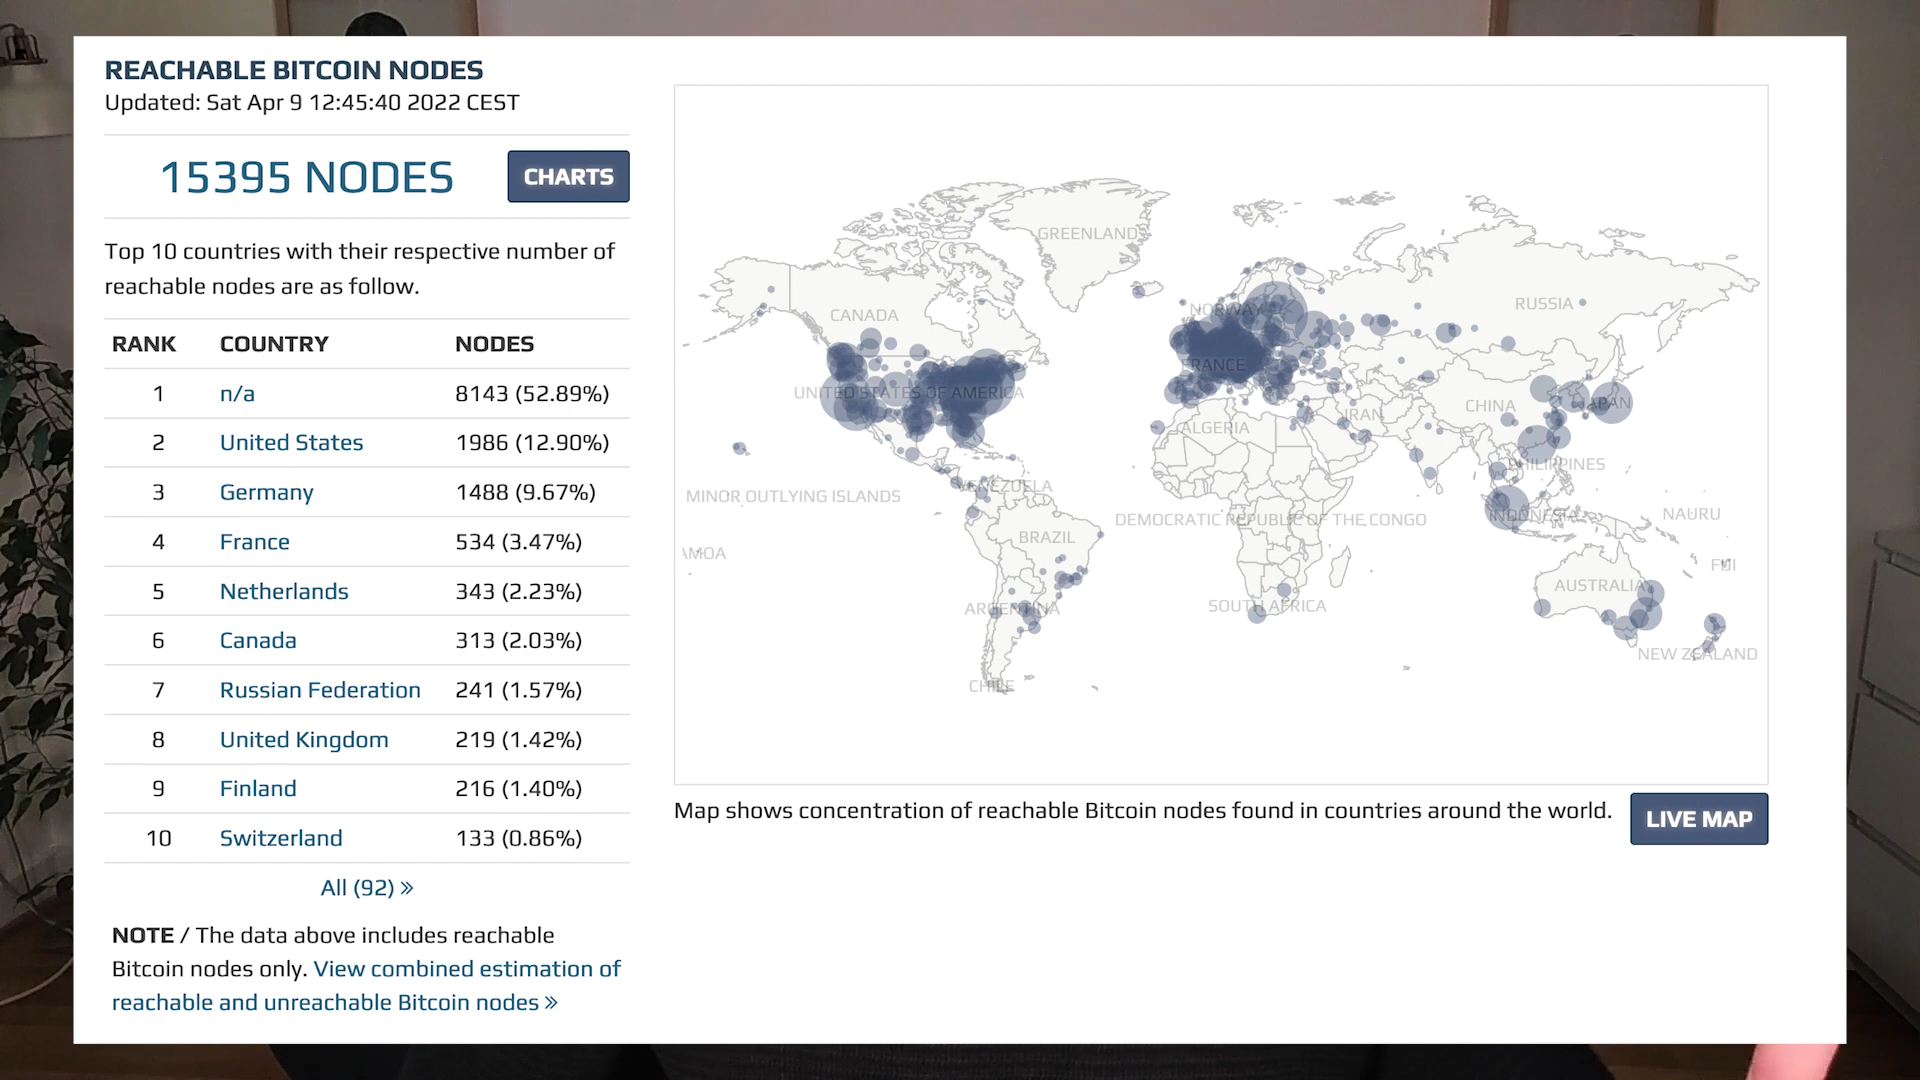 REACHABLE BITCOIN NODES
Updated: Sat Apr 9 12:45:40 2022 CEST
15395 NODES
CHARTS
Top 10 countries with their respective number of
reachable nodes are as follow.
RANK COUNTRY NODES
1 n/a 8143 (52.89%)
2 United States 1986 (12.90%)
3 Germany 1488 (9.67%)
4 France 534 (3.47%)
5 Netherlands 343 (2.23%)
6 Canada 313 (2.03%)
7 Russian Federation 241 (1.57%)
8 United Kingdom 219 (1.42%)
9 Finland 216 (1.40%)
10 Switzerland 133 (0.86%)
All (92) »
NOTE / The data above includes reachable
Bitcoin nodes only. View combined estimation of
reachable and unreachable Bitcoin nodes »
GREENLAND
CANADA
NORWAY
RUSSIA
FRANCE
UNITED STATES OF AMERICA
CHINA
JAPAN
IRAN
ALGERIA
PHILIPPINES
VENEZUELA
MINOR OUTLYING ISLANDS
INDONESIA
NAURU
DEMOCRATIC REPUBLIC OF THE CONGO
BRAZIL
AMOA
FIJI
AUSTRALIA
ARGENTINA
SOUTH AFRICA
NEW ZEALAND
CHILE
Map shows concentration of reachable Bitcoin nodes found in countries around the world.
LIVE MAP